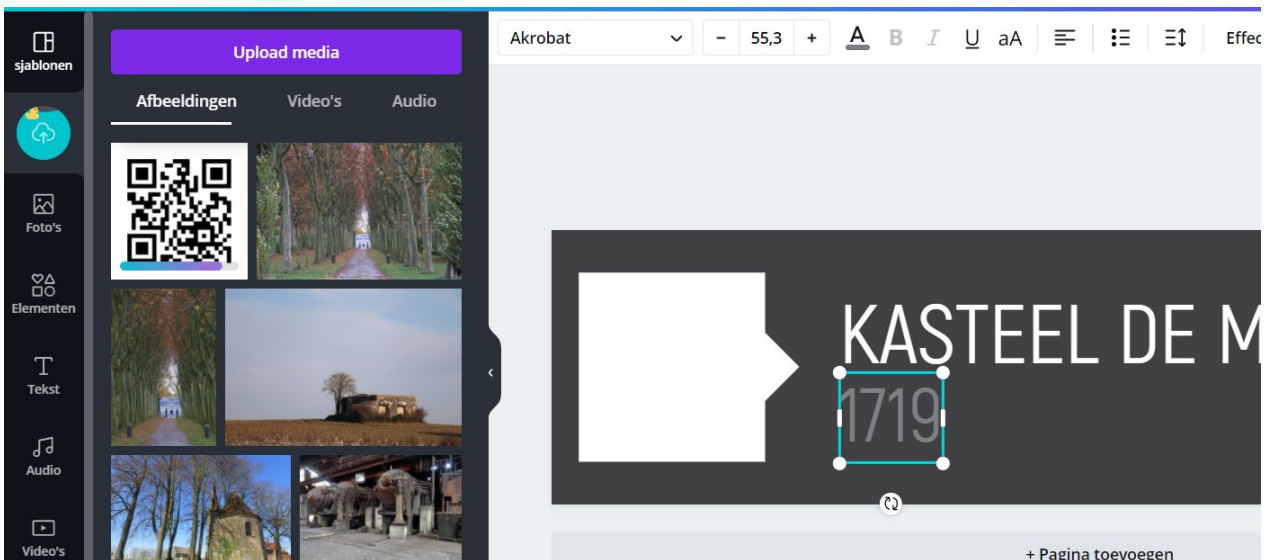 sjablonen
Foto's
Elementen
Tekst
Audio
Video's
Upload media
Afbeeldingen Video's Audio
Akrobat
– 55,3 + A B I U aA
KASTEEL DE M
1719
+ Pagina toevoegen